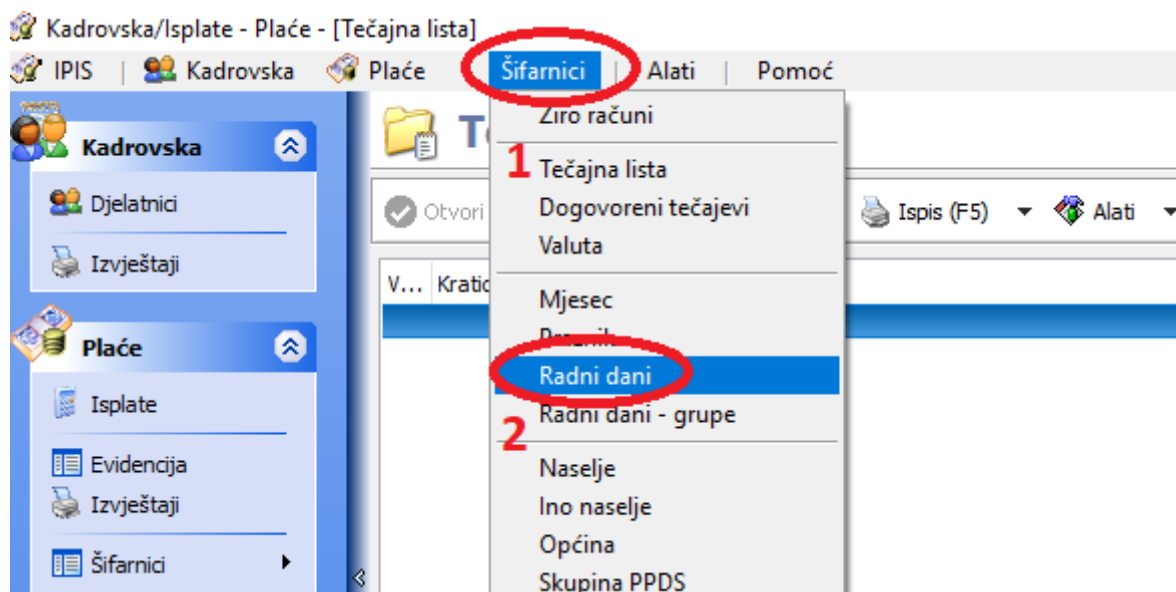 Kadrovska/Isplate - Plaće - [Tečajna lista]
IPIS | Kadrovska Plaće Šifarnici | Alati | Pomoć
Kadrovska
Djelatnici
Izvještaji
Plaće
Isplate
Evidencija
Izvještaji
Šifarnici
Žiro računi
1
Tečajna lista
Dogovoreni tečajevi
Valuta
Mjesec
Praznik
Radni dani
2
Radni dani - grupe
Naselje
Ino naselje
Općina
Skupina PPDS
Otvori
Ispis (F5) Alati
V...